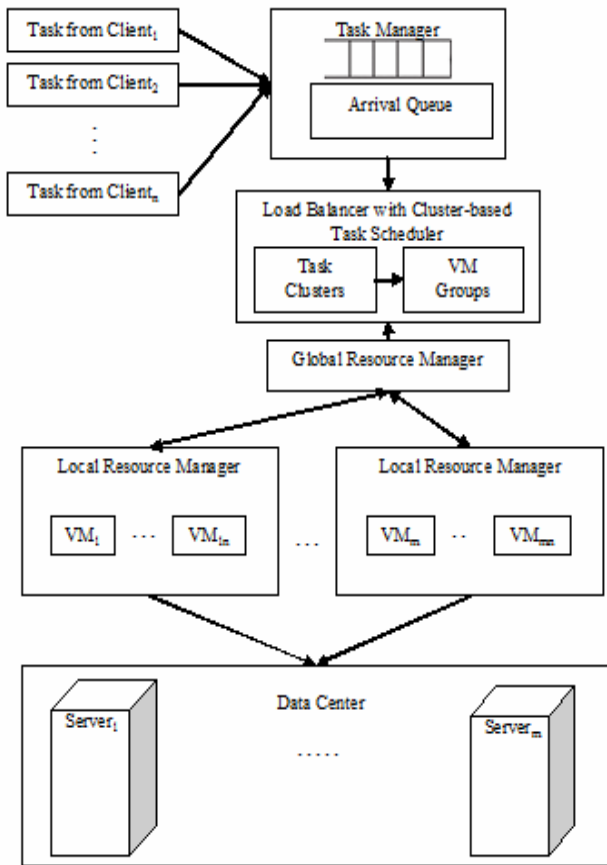 Task from Client₁
Task from Client₂
. . .
Task from Clientₙ
Task Manager
Arrival Queue
Load Balancer with Cluster-based
Task Scheduler
Task
Clusters
VM
Groups
Global Resource Manager
Local Resource Manager
VM₁ ... VM₁ₙ
...
Local Resource Manager
VMₘ .. VMₘₙ
Data Center
Server₁
.....
Serverₘ